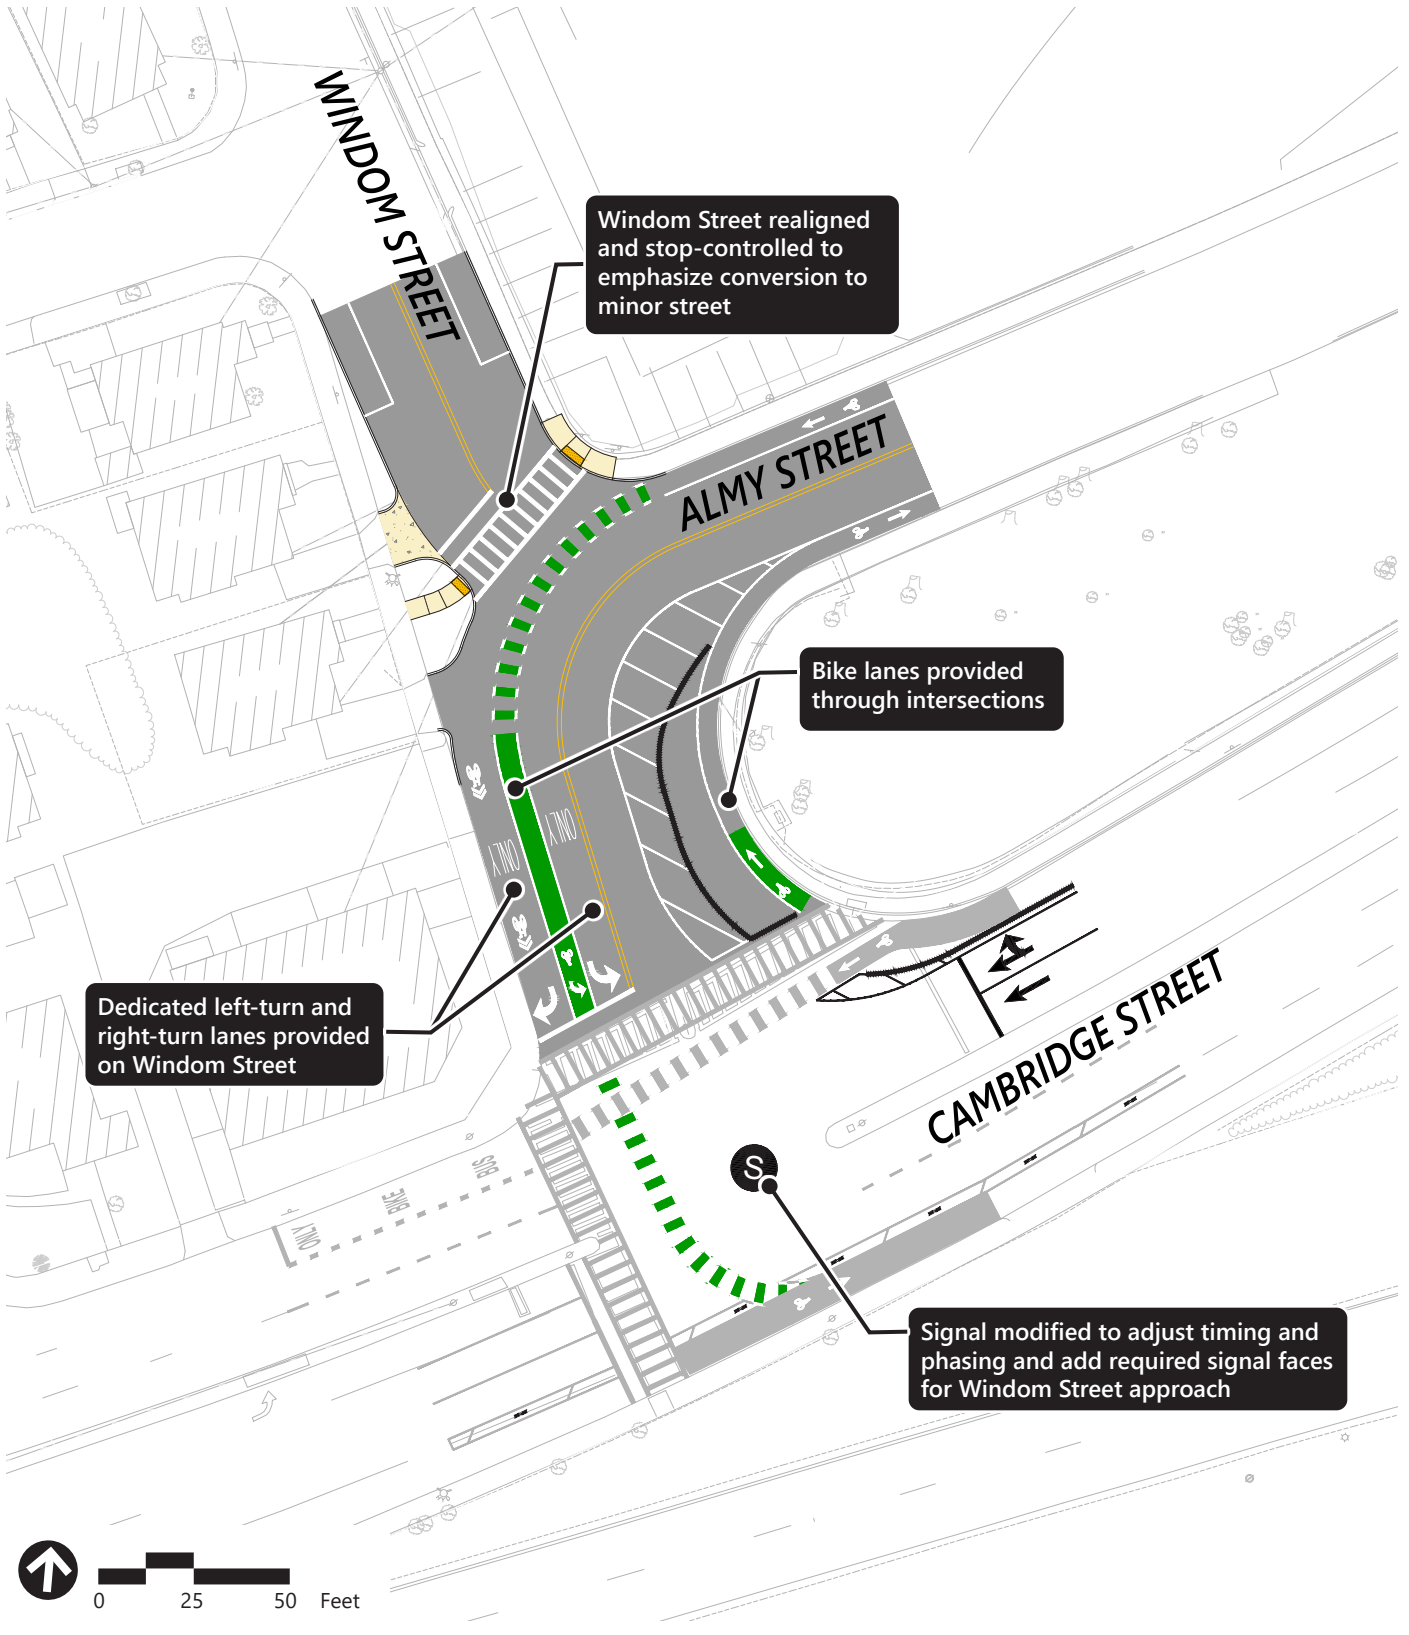 WINDOM STREET
Windom Street realigned
and stop-controlled to
emphasize conversion to
minor street
ALMY STREET
Bike lanes provided
through intersections
ONLY
ONLY
Dedicated left-turn and
right-turn lanes provided
on Windom Street
CAMBRIDGE STREET
S
BUS
BIKE
ONLY
Signal modified to adjust timing and
phasing and add required signal faces
for Windom Street approach
0 25 50 Feet